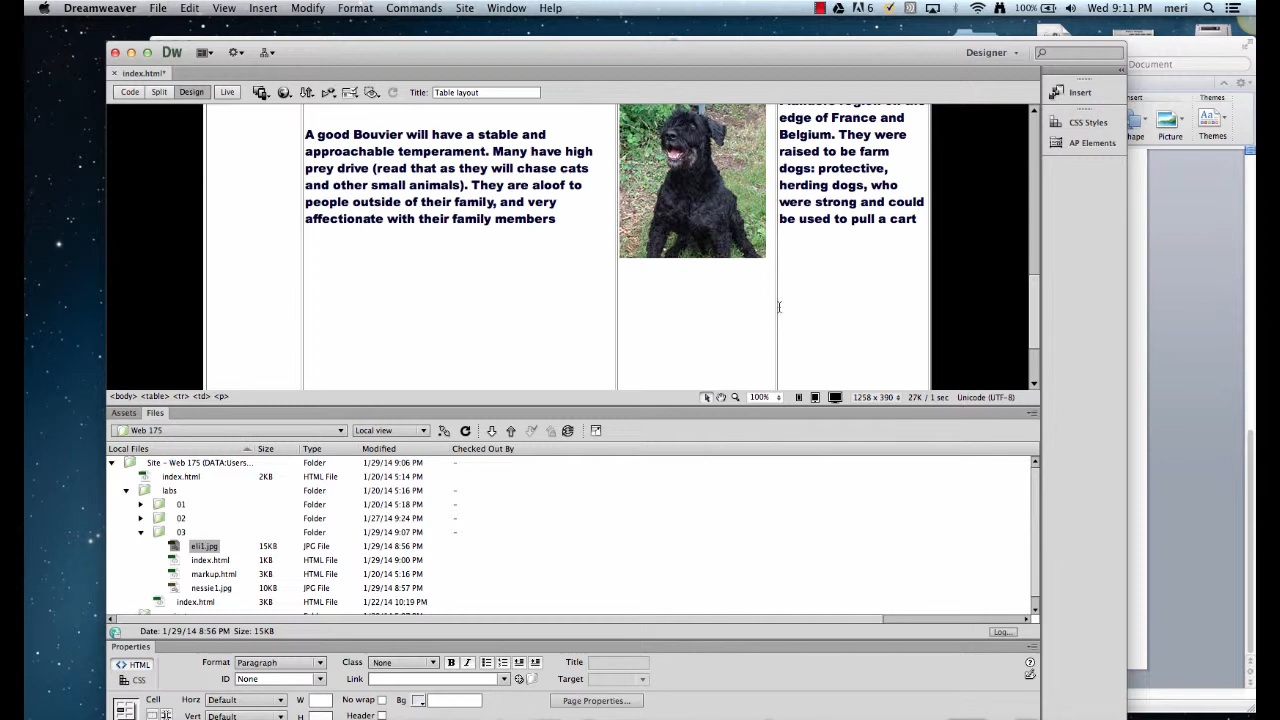 Dreamweaver File Edit View Insert Modify Format Commands Site Window Help 6 100% Wed 9:11 PM meri
Dw Designer
index.html* Document
Code Split Design Live Title: Table layout Insert
CSS Styles
AP Elements
Insert Themes
Picture Themes
A good Bouvier will have a stable and
approachable temperment. Many have high
prey drive (read that as they will chase cats
and other small animals). They are aloof to
people outside of their family, and very
affectionate with their family members
edge of France and
Belgium. They were
raised to be farm
dogs: protective,
herding dogs, who
were strong and could
be used to pull a cart
<body> <table> <tr> <td> <p> 100% 1258 x 390 27K / 1 sec Unicode (UTF-8)
Assets Files
Web 175 Local view
Local Files Size Type Modified Checked Out By
Site - Web 175 (DATA:Users... Folder 1/29/14 9:06 PM -
index.html 2KB HTML File 1/20/14 5:14 PM
labs Folder 1/20/14 5:16 PM -
01 Folder 1/20/14 5:18 PM -
02 Folder 1/27/14 9:24 PM -
03 Folder 1/29/14 9:07 PM -
eli1.jpg 15KB JPG File 1/29/14 8:56 PM
index.html 1KB HTML File 1/29/14 9:00 PM
markup.html 3KB HTML File 1/20/14 5:16 PM
nessie1.jpg 10KB JPG File 1/29/14 8:57 PM
index.html 3KB HTML File 1/22/14 10:19 PM
Date: 1/29/14 8:56 PM Size: 15KB Log...
Properties
<> HTML Format Paragraph Class None B I Title
CSS ID None Link Target
Cell Horz Default W No wrap Bg Page Properties...
Vert Default H Header